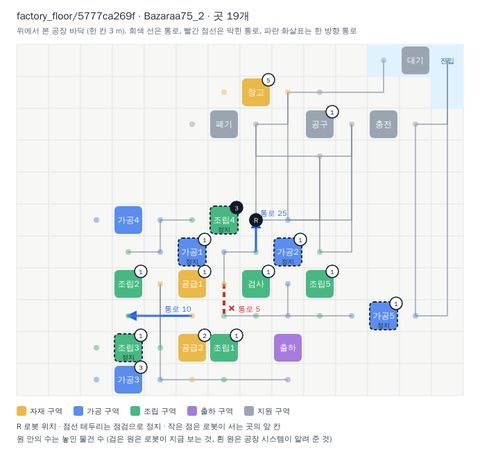 factory_floor/5777ca269f · Bazaraa75_2 · 곳 19개
위에서 본 공장 바닥 (한 칸 3 m). 회색 선은 통로, 빨간 점선은 막힌 통로, 파란 화살표는 한 방향 통로
대기
창고 5
폐기
공구 1
충전
가공4
조립4 3
정지
R
통로 25
가공1 1
정지
가공2 1
정지
조립2 1
공급1 1
검사 1
조립5 1
통로 10
× 통로 5
가공5 1
정지
조립3 1
정지
공급2 2
조립1 1
출하
가공3 3
자재 구역
가공 구역
조립 구역
출하 구역
지원 구역
R 로봇 위치 · 점선 테두리는 점검으로 정지 · 작은 점은 로봇이 서는 곳의 앞 칸
원 안의 수는 놓인 물건 수 (검은 원은 로봇이 지금 보는 것, 흰 원은 공장 시스템이 알려 준 것)